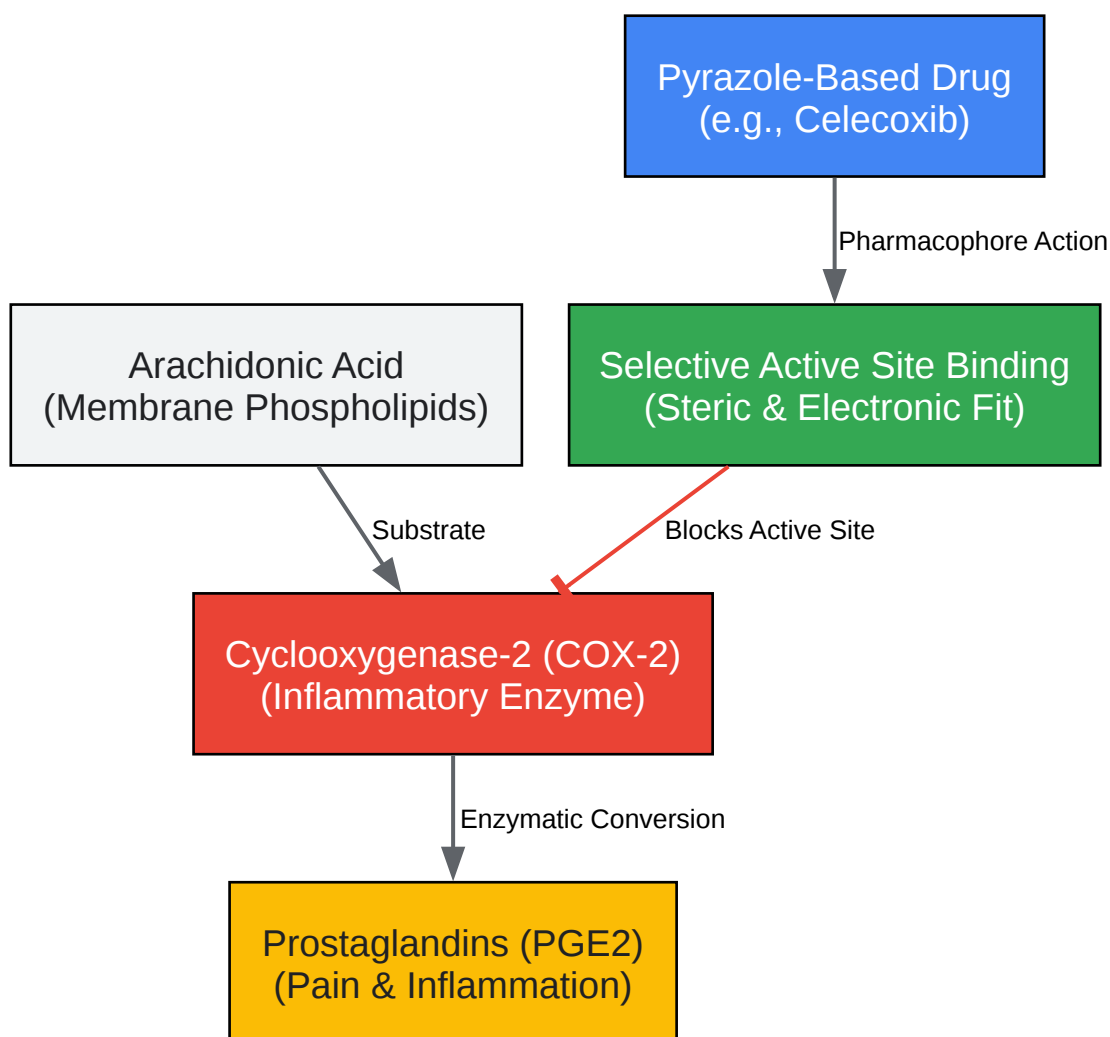 Pyrazole-Based Drug
(e.g., Celecoxib)
Pharmacophore Action
Arachidonic Acid
(Membrane Phospholipids)
Selective Active Site Binding
(Steric & Electronic Fit)
Substrate
Blocks Active Site
Cyclooxygenase-2 (COX-2)
(Inflammatory Enzyme)
Enzymatic Conversion
Prostaglandins (PGE2)
(Pain & Inflammation)